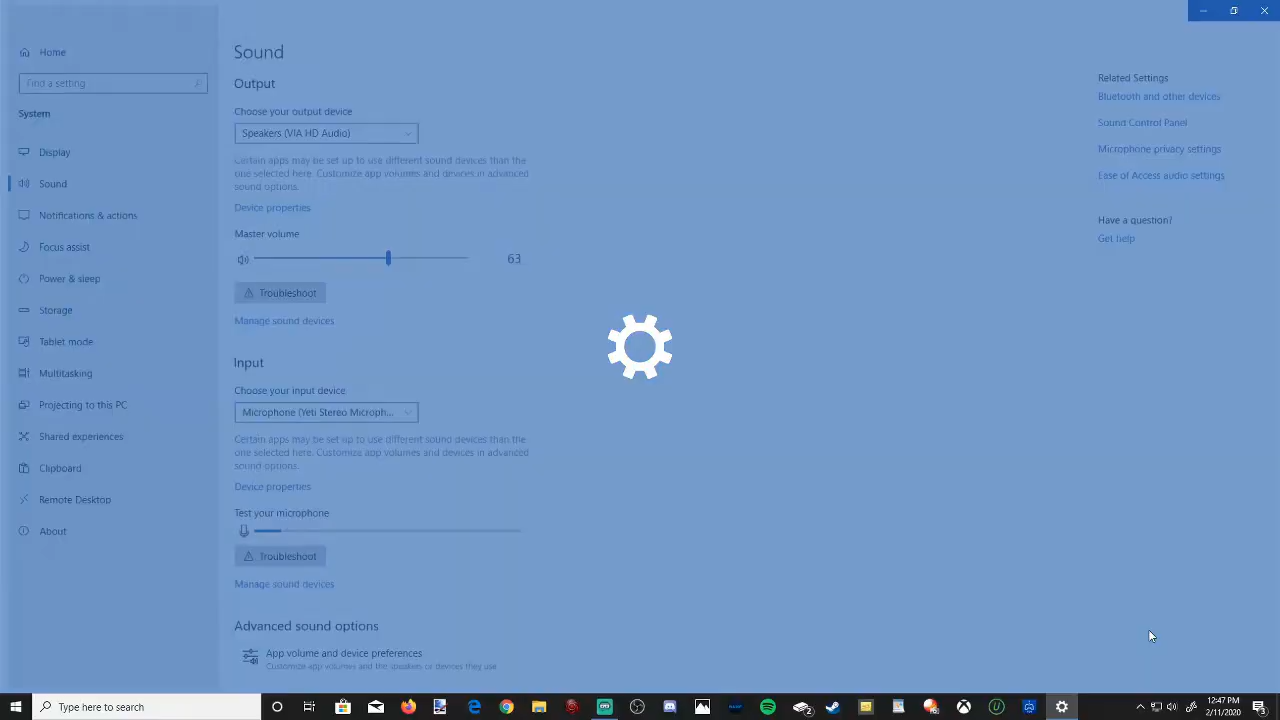 Home
Find a setting
System
Display
Sound
Notifications & actions
Focus assist
Power & sleep
Storage
Tablet mode
Multitasking
Projecting to this PC
Shared experiences
Clipboard
Remote Desktop
About
Sound
Output
Choose your output device
Speakers (VIA HD Audio)
Certain apps may be set up to use different sound devices than the
one selected here. Customize app volumes and devices in advanced
sound options.
Device properties
Master volume
63
Troubleshoot
Manage sound devices
Input
Choose your input device
Microphone (Yeti Stereo Microph...
Certain apps may be set up to use different sound devices than the
one selected here. Customize app volumes and devices in advanced
sound options.
Device properties
Test your microphone
Troubleshoot
Manage sound devices
Advanced sound options
App volume and device preferences
Customize app volumes and the speakers or devices they use
Related Settings
Bluetooth and other devices
Sound Control Panel
Microphone privacy settings
Ease of Access audio settings
Have a question?
Get help
Type here to search
12:47 PM
2/11/2020